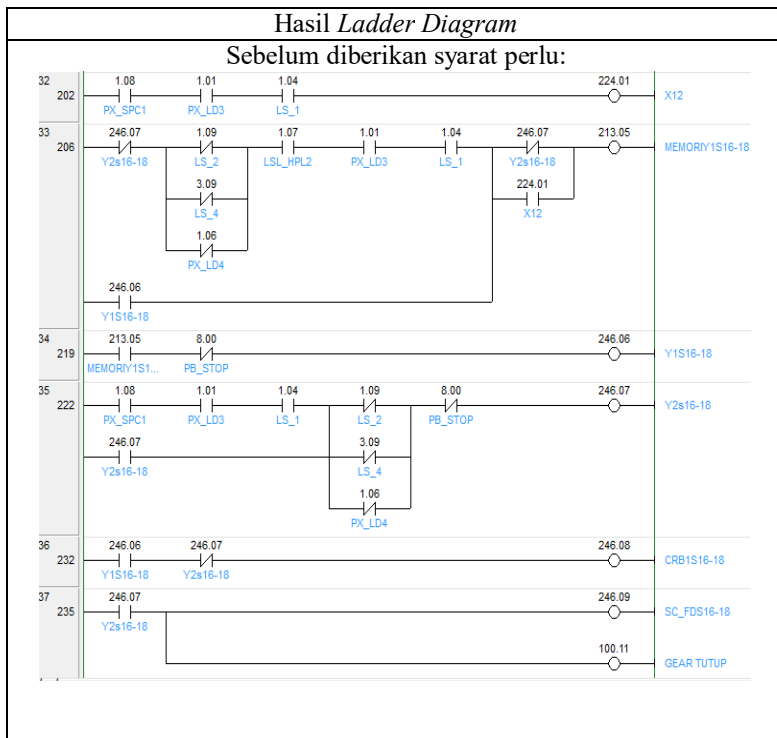 Hasil Ladder Diagram
Sebelum diberikan syarat perlu:
32 1.08 1.01 1.04 224.01
202 X12
PX_SPC1 PX_LD3 LS_1
33 246.07 1.09 1.07 1.01 1.04 246.07 213.05
206 MEMORIY1S16-18
Y2s16-18 LS_2 LSL_HPL2 PX_LD3 LS_1 Y2s16-18
3.09 224.01
LS_4 X12
1.06
PX_LD4
246.06
Y1S16-18
34 213.05 8.00 246.06
219 Y1S16-18
MEMORIY1S1... PB_STOP
35 1.08 1.01 1.04 1.09 8.00 246.07
222 Y2s16-18
PX_SPC1 PX_LD3 LS_1 LS_2 PB_STOP
246.07 3.09
Y2s16-18 LS_4
1.06
PX_LD4
36 246.06 246.07 246.08
232 CRB1S16-18
Y1S16-18 Y2s16-18
37 246.07 246.09
235 SC_FDS16-18
Y2s16-18
100.11
GEAR TUTUP